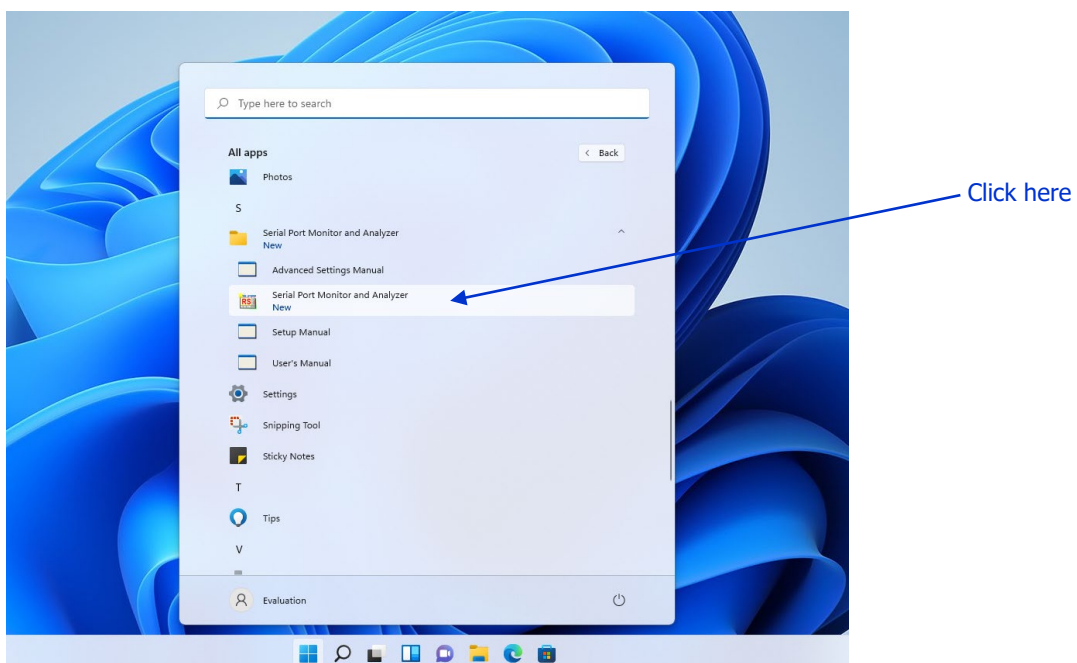 Type here to search
All apps
Back
Photos
S
Click here
Serial Port Monitor and Analyzer
New
Advanced Settings Manual
RS
Serial Port Monitor and Analyzer
New
Setup Manual
User's Manual
Settings
Snipping Tool
Sticky Notes
T
Tips
V
Evaluation